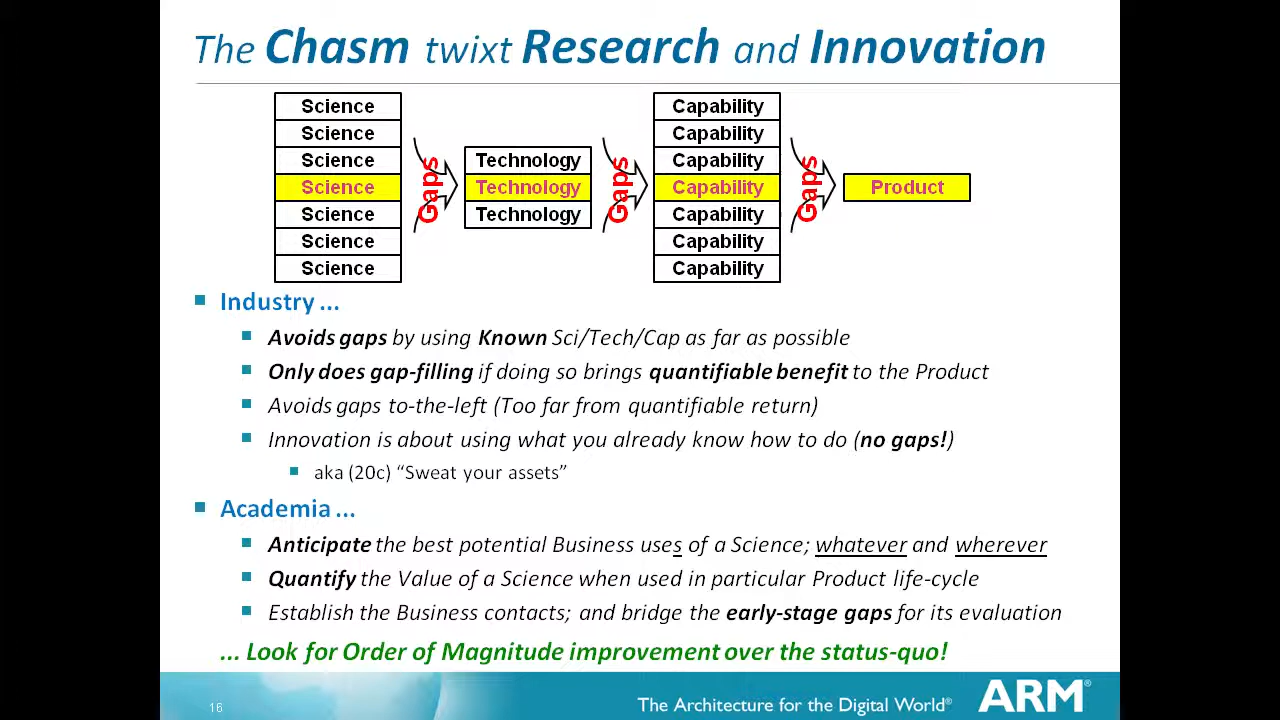 The Chasm twixt Research and Innovation
Science
Science
Science
Science
Science
Science
Science
Gaps
Technology
Technology
Technology
Gaps
Capability
Capability
Capability
Capability
Capability
Capability
Capability
Gaps
Product
Industry ...
Avoids gaps by using Known Sci/Tech/Cap as far as possible
Only does gap-filling if doing so brings quantifiable benefit to the Product
Avoids gaps to-the-left (Too far from quantifiable return)
Innovation is about using what you already know how to do (no gaps!)
aka (20c) “Sweat your assets”
Academia ...
Anticipate the best potential Business uses of a Science; whatever and wherever
Quantify the Value of a Science when used in particular Product life-cycle
Establish the Business contacts; and bridge the early-stage gaps for its evaluation
... Look for Order of Magnitude improvement over the status-quo!
16
The Architecture for the Digital World®
ARM®